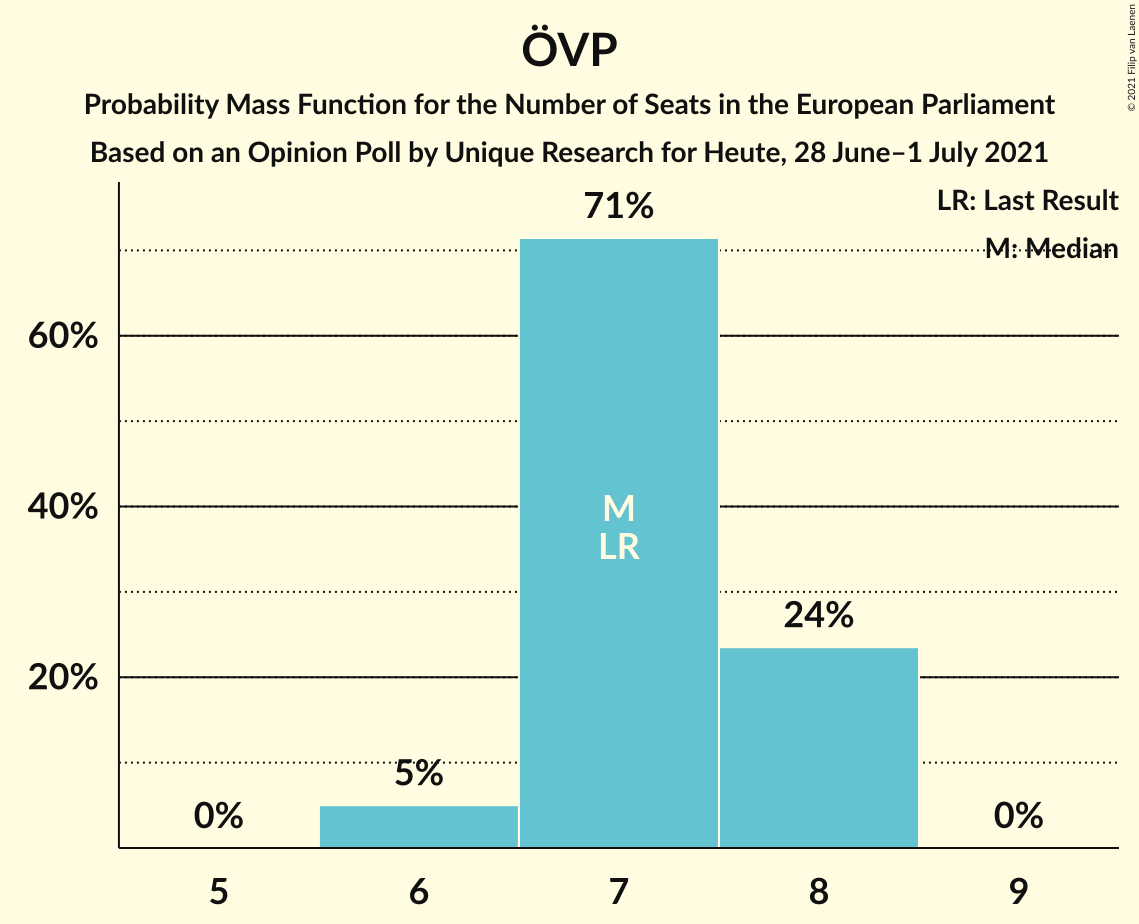 ÖVP
Probability Mass Function for the Number of Seats in the European Parliament
Based on an Opinion Poll by Unique Research for Heute, 28 June–1 July 2021
© 2021 Filip van Laenen
LR: Last Result
M: Median
71%
60%
40%
20%
M
LR
24%
5%
0%
0%
5
6
7
8
9